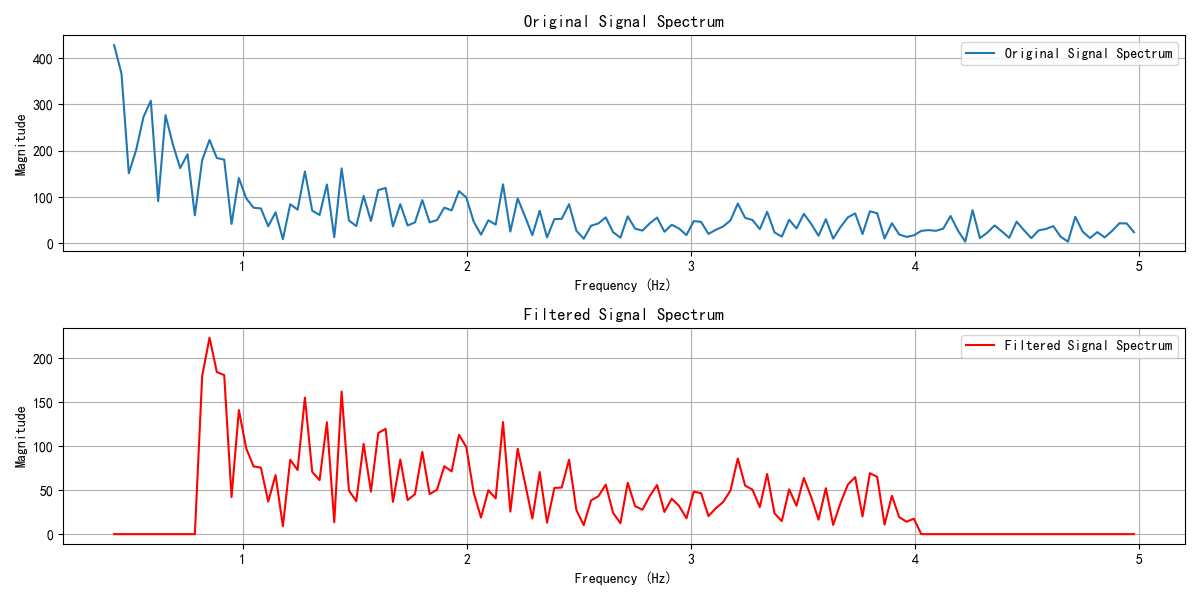 Original Signal Spectrum
400
300
200
100
0
Magnitude
Original Signal Spectrum
1 2 3 4 5
Frequency (Hz)
Filtered Signal Spectrum
200
150
100
50
0
Magnitude
Filtered Signal Spectrum
1 2 3 4 5
Frequency (Hz)